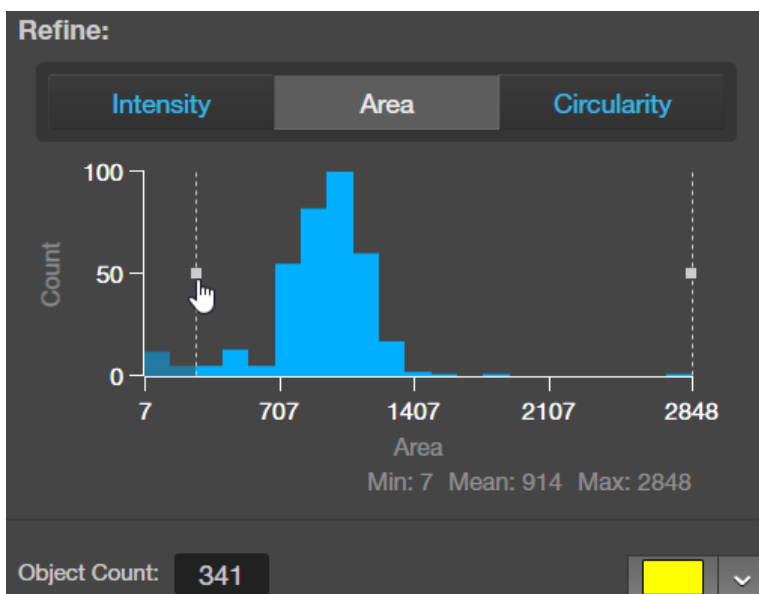 Refine:
Intensity Area Circularity
100
50
0
Count
7 707 1407 2107 2848
Area
Min: 7 Mean: 914 Max: 2848
Object Count: 341